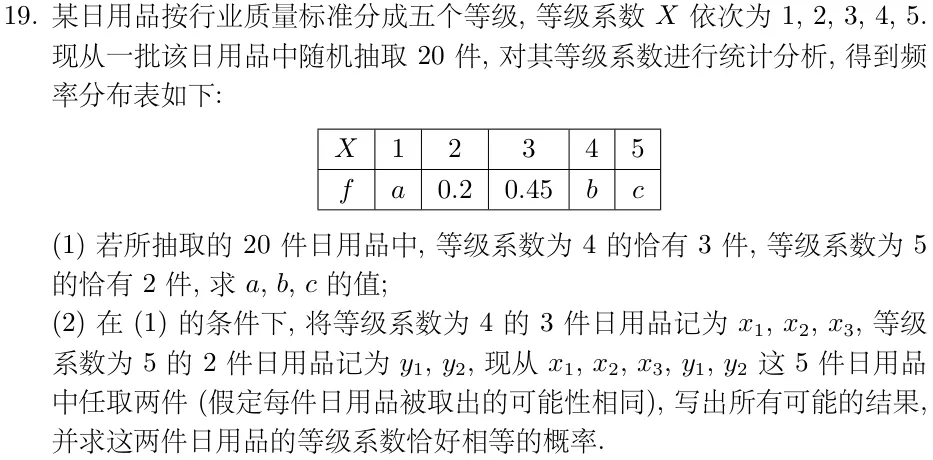 19. 某日用品按行业质量标准分成五个等级, 等级系数 X 依次为 1, 2, 3, 4, 5.
现从一批该日用品中随机抽取 20 件, 对其等级系数进行统计分析, 得到频
率分布表如下:
X 1 2 3 4 5
f a 0.2 0.45 b c
(1) 若所抽取的 20 件日用品中, 等级系数为 4 的恰有 3 件, 等级系数为 5
的恰有 2 件, 求 a, b, c 的值;
(2) 在 (1) 的条件下, 将等级系数为 4 的 3 件日用品记为 x₁, x₂, x₃, 等级
系数为 5 的 2 件日用品记为 y₁, y₂, 现从 x₁, x₂, x₃, y₁, y₂ 这 5 件日用品
中任取两件 (假定每件日用品被取出的可能性相同), 写出所有可能的结果,
并求这两件日用品的等级系数恰好相等的概率.